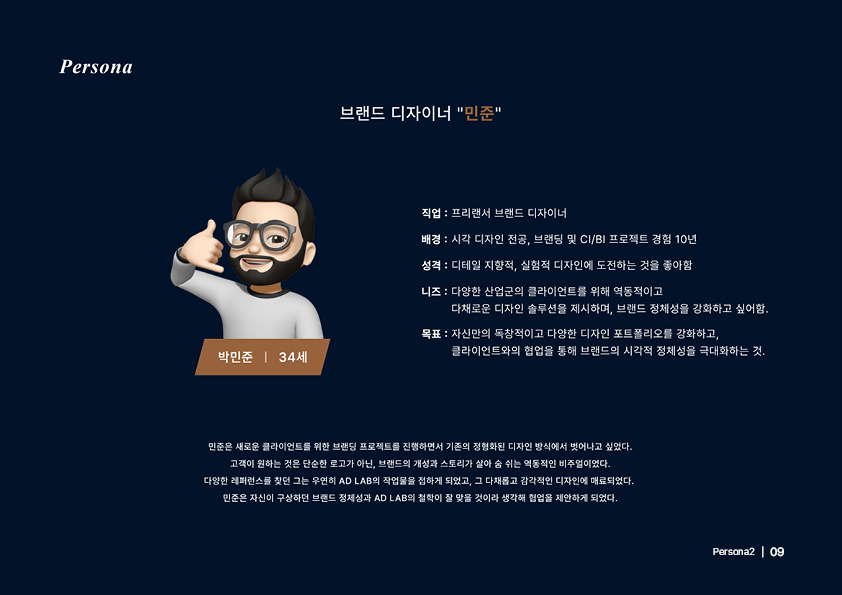 Persona
브랜드 디자이너 "민준"
직업 : 프리랜서 브랜드 디자이너
배경 : 시각 디자인 전공, 브랜딩 및 CI/BI 프로젝트 경험 10년
성격 : 디테일 지향적, 실험적 디자인에 도전하는 것을 좋아함
니즈 : 다양한 산업군의 클라이언트를 위해 역동적이고
다채로운 디자인 솔루션을 제시하며, 브랜드 정체성을 강화하고 싶어함.
목표 : 자신만의 독창적이고 다양한 디자인 포트폴리오를 강화하고,
클라이언트와의 협업을 통해 브랜드의 시각적 정체성을 극대화하는 것.
박민준 | 34세
민준은 새로운 클라이언트를 위한 브랜딩 프로젝트를 진행하면서 기존의 정형화된 디자인 방식에서 벗어나고 싶었다.
고객이 원하는 것은 단순한 로고가 아닌, 브랜드의 개성과 스토리가 살아 숨 쉬는 역동적인 비주얼이었다.
다양한 레퍼런스를 찾던 그는 우연히 AD LAB의 작업물을 접하게 되었고, 그 다채롭고 감각적인 디자인에 매료되었다.
민준은 자신이 구상하던 브랜드 정체성과 AD LAB의 철학이 잘 맞을 것이라 생각해 협업을 제안하게 되었다.
Persona2 | 09